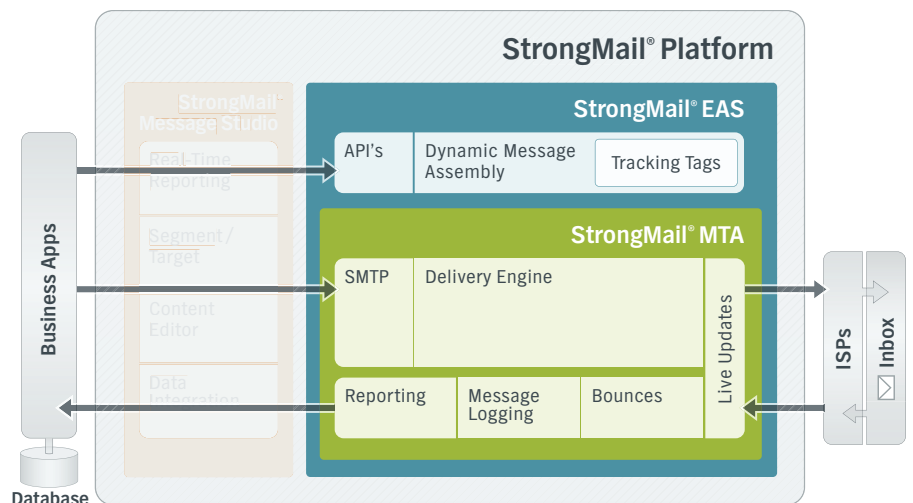 StrongMail® Platform
StrongMail®
Message Studio
Real-Time
Reporting
Segment /
Target
Content
Editor
Data
Integration
StrongMail® EAS
API's
Dynamic Message
Assembly
Tracking Tags
StrongMail® MTA
SMTP
Delivery Engine
Live Updates
Reporting
Message
Logging
Bounces
Business Apps
Database
ISPs
Inbox